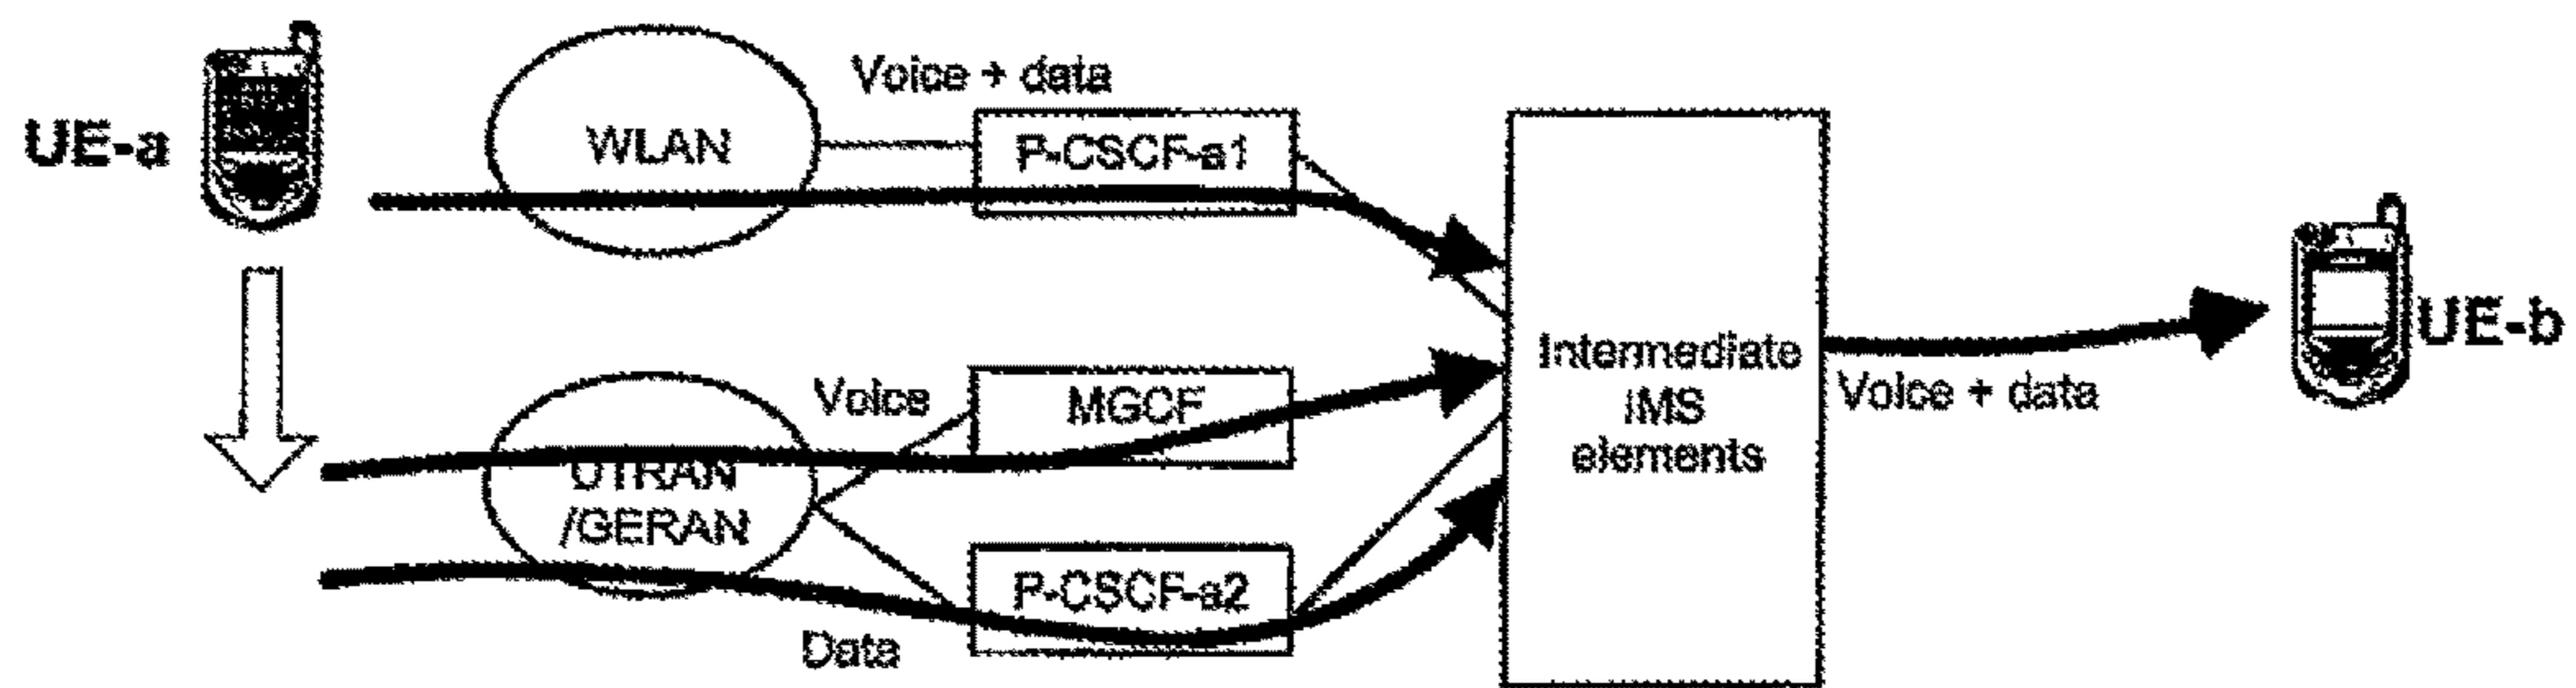 Voice + data
UE-a
WLAN
P-CSCF-a1
Voice
MGCF
UTRAN
/GERAN
P-CSCF-a2
Data
Intermediate
IMS
elements
Voice + data
UE-b